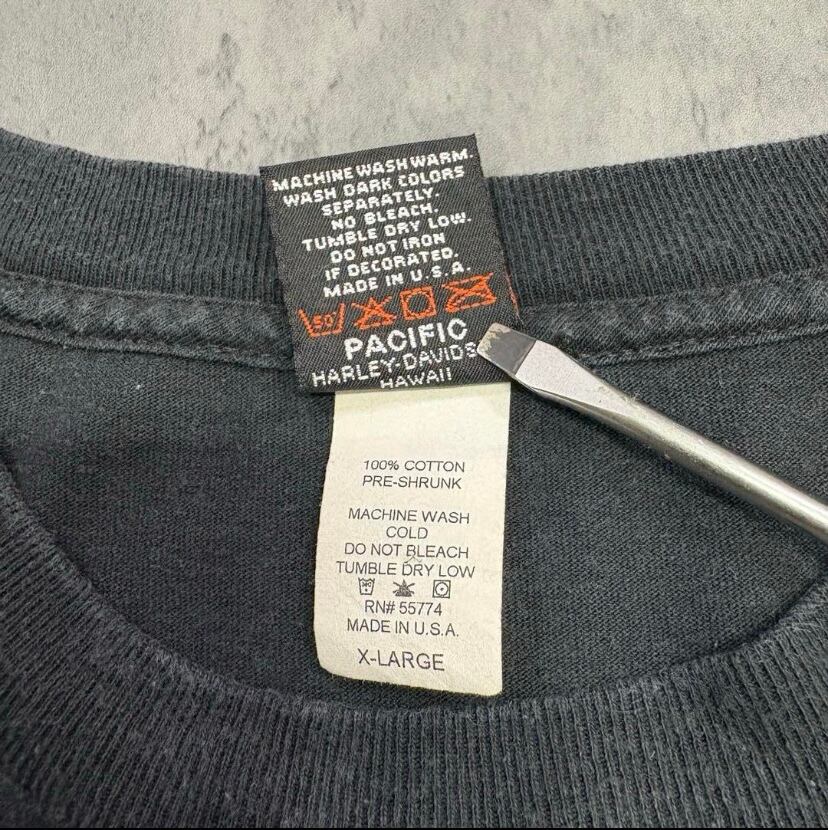 MACHINE WASH WARM.
WASH DARK COLORS
SEPARATELY.
NO BLEACH.
TUMBLE DRY LOW.
DO NOT IRON
IF DECORATED.
MADE IN U.S.A.
50°
PACIFIC
HARLEY-DAVIDS
HAWAII
100% COTTON
PRE-SHRUNK
MACHINE WASH
COLD
DO NOT BLEACH
TUMBLE DRY LOW
RN# 55774
MADE IN U.S.A.
X-LARGE